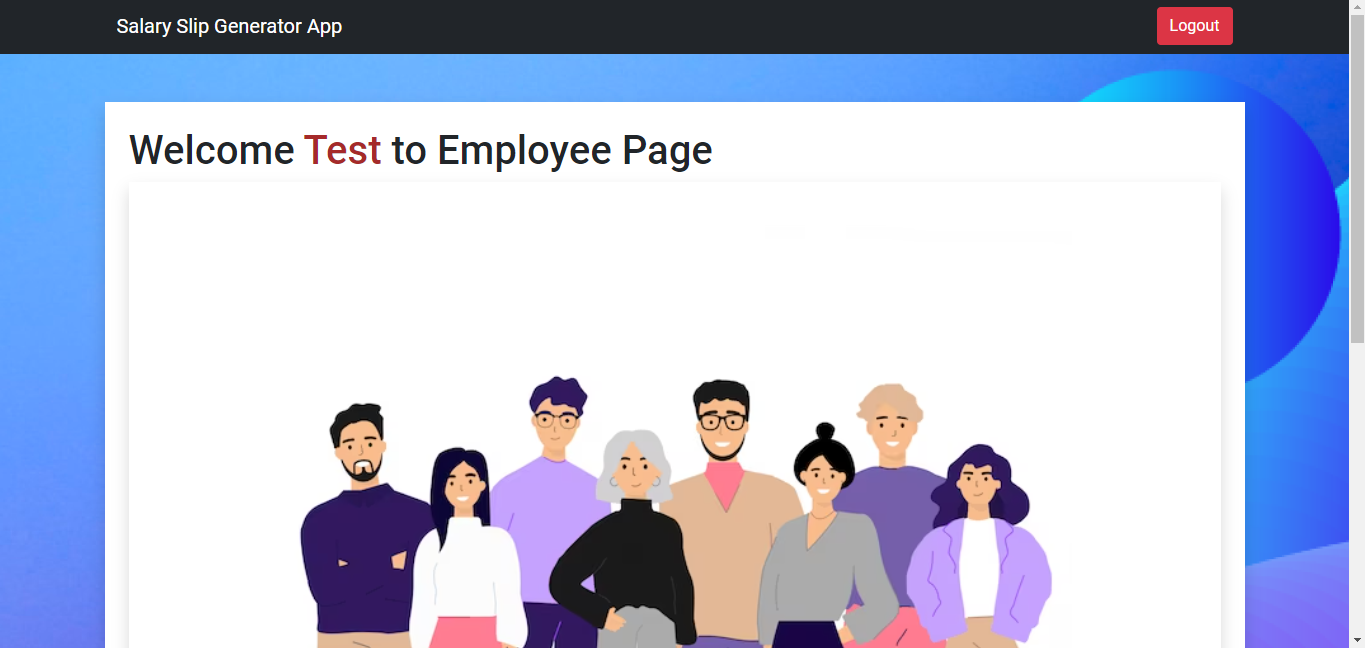 Salary Slip Generator App
Logout
Welcome Test to Employee Page